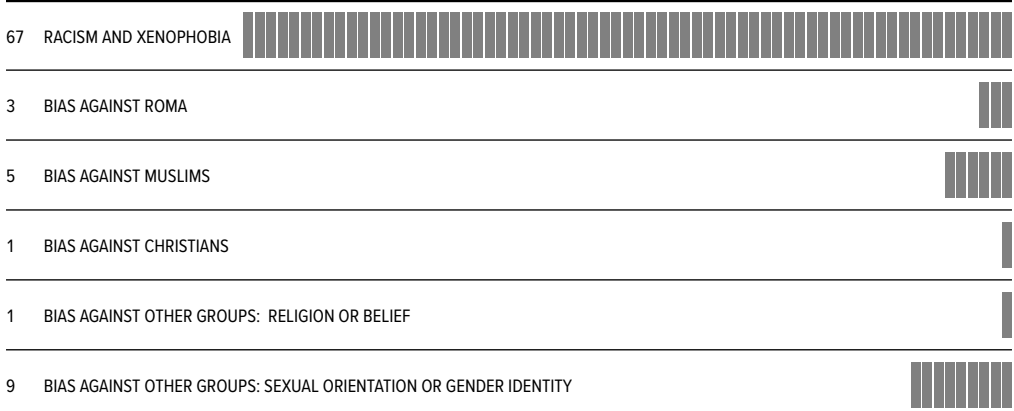 67 RACISM AND XENOPHOBIA
3 BIAS AGAINST ROMA
5 BIAS AGAINST MUSLIMS
1 BIAS AGAINST CHRISTIANS
1 BIAS AGAINST OTHER GROUPS: RELIGION OR BELIEF
9 BIAS AGAINST OTHER GROUPS: SEXUAL ORIENTATION OR GENDER IDENTITY